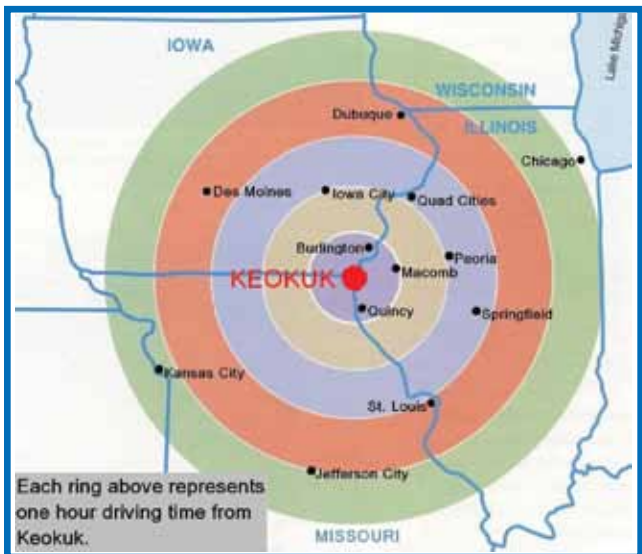 IOWA
Lake Michig
WISCONSIN
Dubuque
ILLINOIS
Chicago
Des Moines
Iowa City
Quad Cities
Burlington
Peoria
KEOKUK
Macomb
Quincy
Springfield
Kansas City
St. Louis
Jefferson City
Each ring above represents
one hour driving time from
Keokuk.
MISSOURI